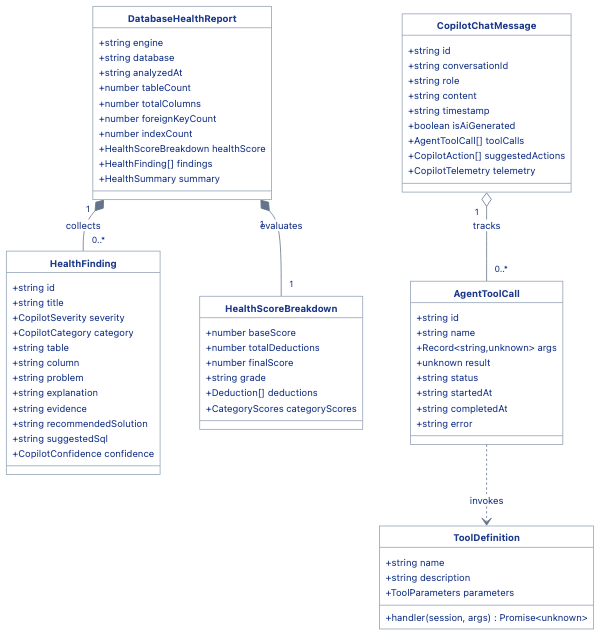 DatabaseHealthReport
+string engine
+string database
+string analyzedAt
+number tableCount
+number totalColumns
+number foreignKeyCount
+number indexCount
+HealthScoreBreakdown healthScore
+HealthFinding[] findings
+HealthSummary summary
CopilotChatMessage
+string id
+string conversationId
+string role
+string content
+string timestamp
+boolean isAiGenerated
+AgentToolCall[] toolCalls
+CopilotAction[] suggestedActions
+CopilotTelemetry telemetry
1
collects
0..*
1
evaluates
1
1
tracks
0..*
HealthFinding
+string id
+string title
+CopilotSeverity severity
+CopilotCategory category
+string table
+string column
+string problem
+string explanation
+string evidence
+string recommendedSolution
+string suggestedSql
+CopilotConfidence confidence
HealthScoreBreakdown
+number baseScore
+number totalDeductions
+number finalScore
+string grade
+Deduction[] deductions
+CategoryScores categoryScores
AgentToolCall
+string id
+string name
+Record<string,unknown> args
+unknown result
+string status
+string startedAt
+string completedAt
+string error
invokes
ToolDefinition
+string name
+string description
+ToolParameters parameters
+handler(session, args) : Promise<unknown>